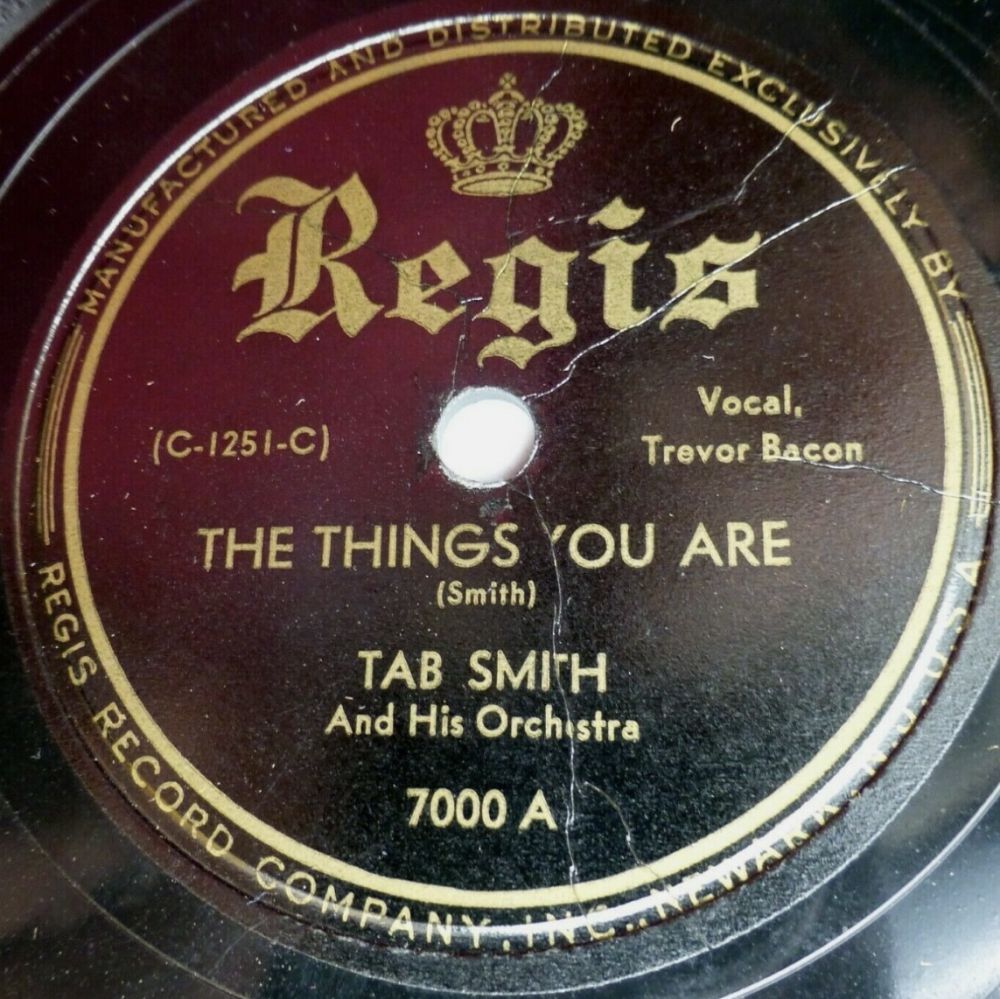 MANUFACTURED AND DISTRIBUTED EXCLUSIVELY BY
Regis
Vocal,
Trevor Bacon
(C-1251-C)
THE THINGS YOU ARE
(Smith)
TAB SMITH
And His Orchestra
7000 A
REGIS RECORD COMPANY, INC., NEWARK, N.J. U.S.A.